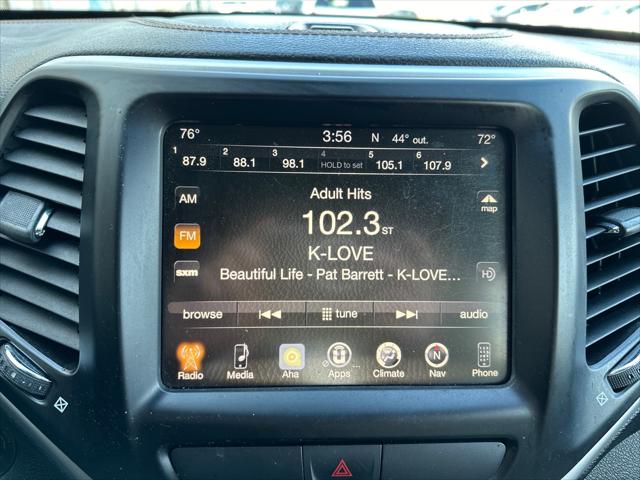 76° 3:56 N 44° out. 72°
1 87.9 2 88.1 3 98.1 4 HOLD to set 5 105.1 6 107.9
AM Adult Hits map
FM 102.3 ST
K-LOVE
sxm Beautiful Life - Pat Barrett - K-LOVE... HD
browse tune audio
Radio Media Aha Apps Climate Nav Phone